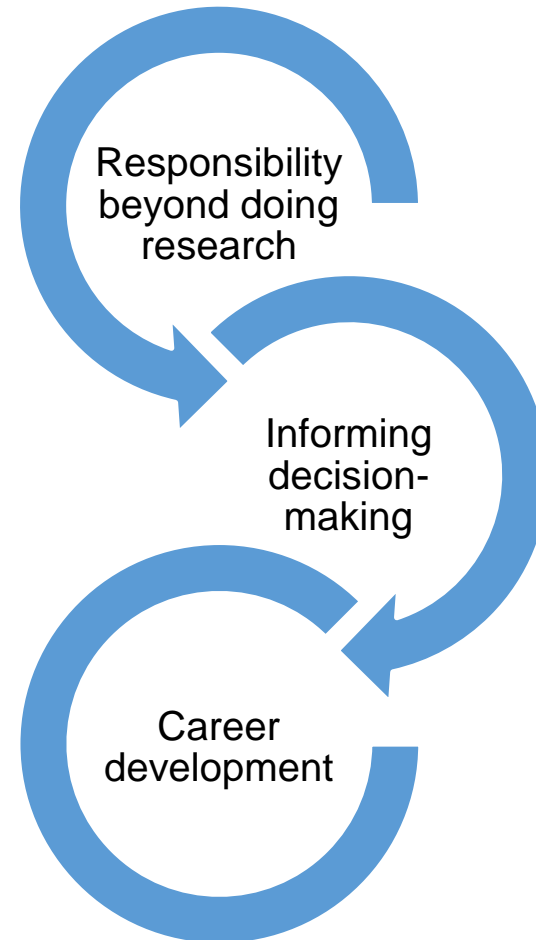 Responsibility
beyond doing
research
Informing
decision-
making
Career
development